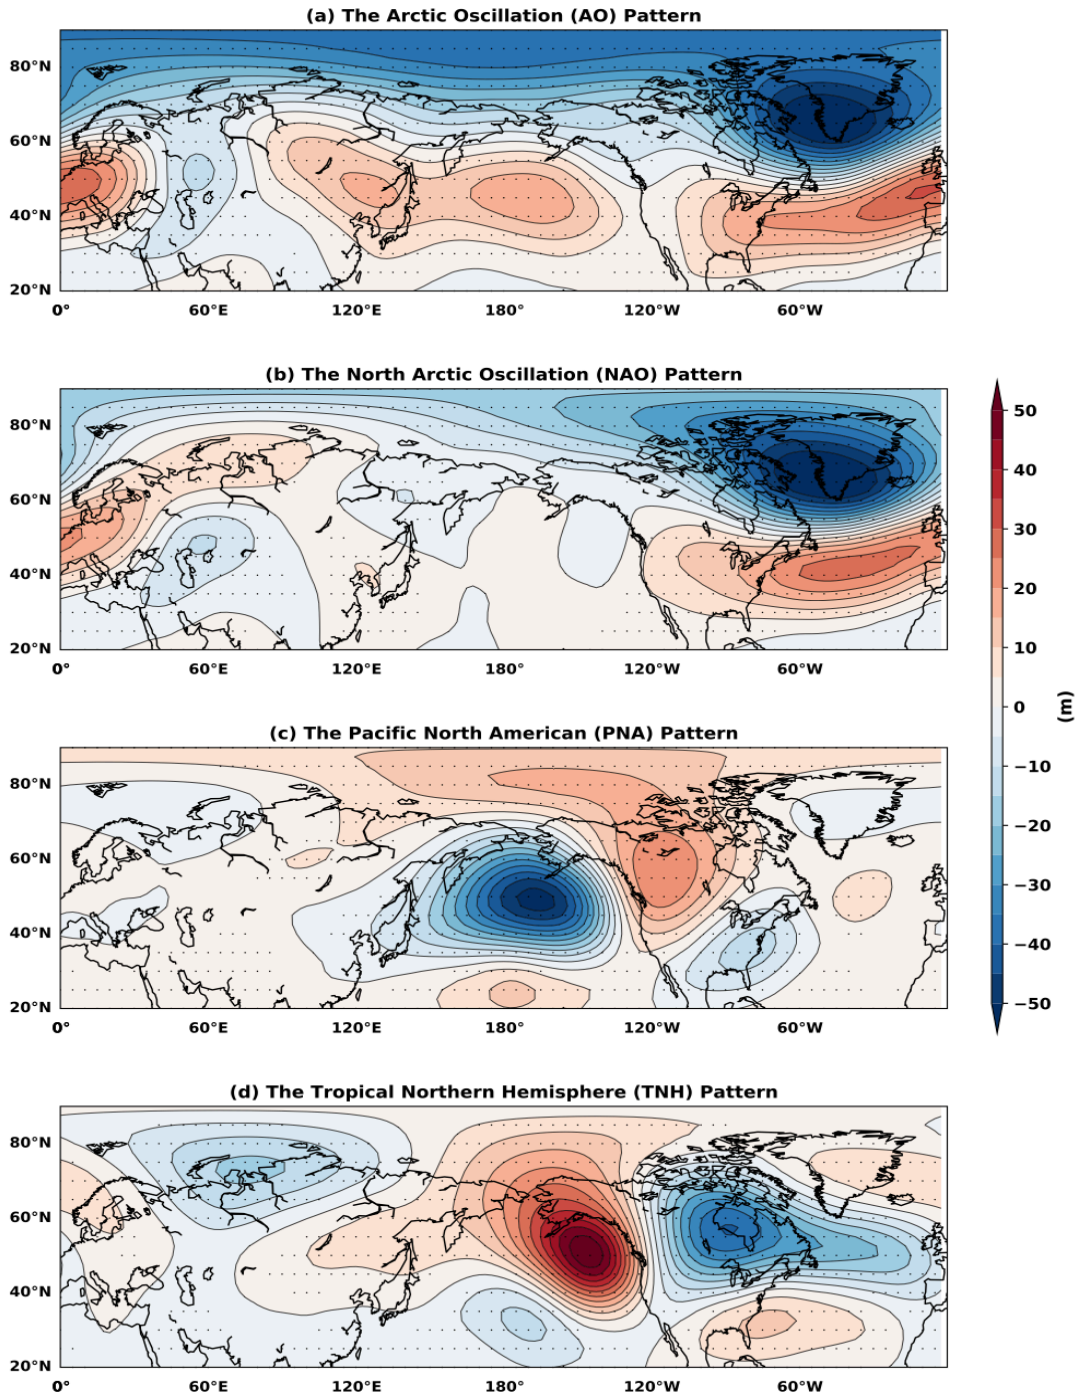 (a) The Arctic Oscillation (AO) Pattern
80°N
60°N
40°N
20°N
0° 60°E 120°E 180° 120°W 60°W
(b) The North Arctic Oscillation (NAO) Pattern
80°N
60°N
40°N
20°N
0° 60°E 120°E 180° 120°W 60°W
(c) The Pacific North American (PNA) Pattern
80°N
60°N
40°N
20°N
0° 60°E 120°E 180° 120°W 60°W
(d) The Tropical Northern Hemisphere (TNH) Pattern
80°N
60°N
40°N
20°N
0° 60°E 120°E 180° 120°W 60°W
50
40
30
20
10
0
−10
−20
−30
−40
−50
(m)